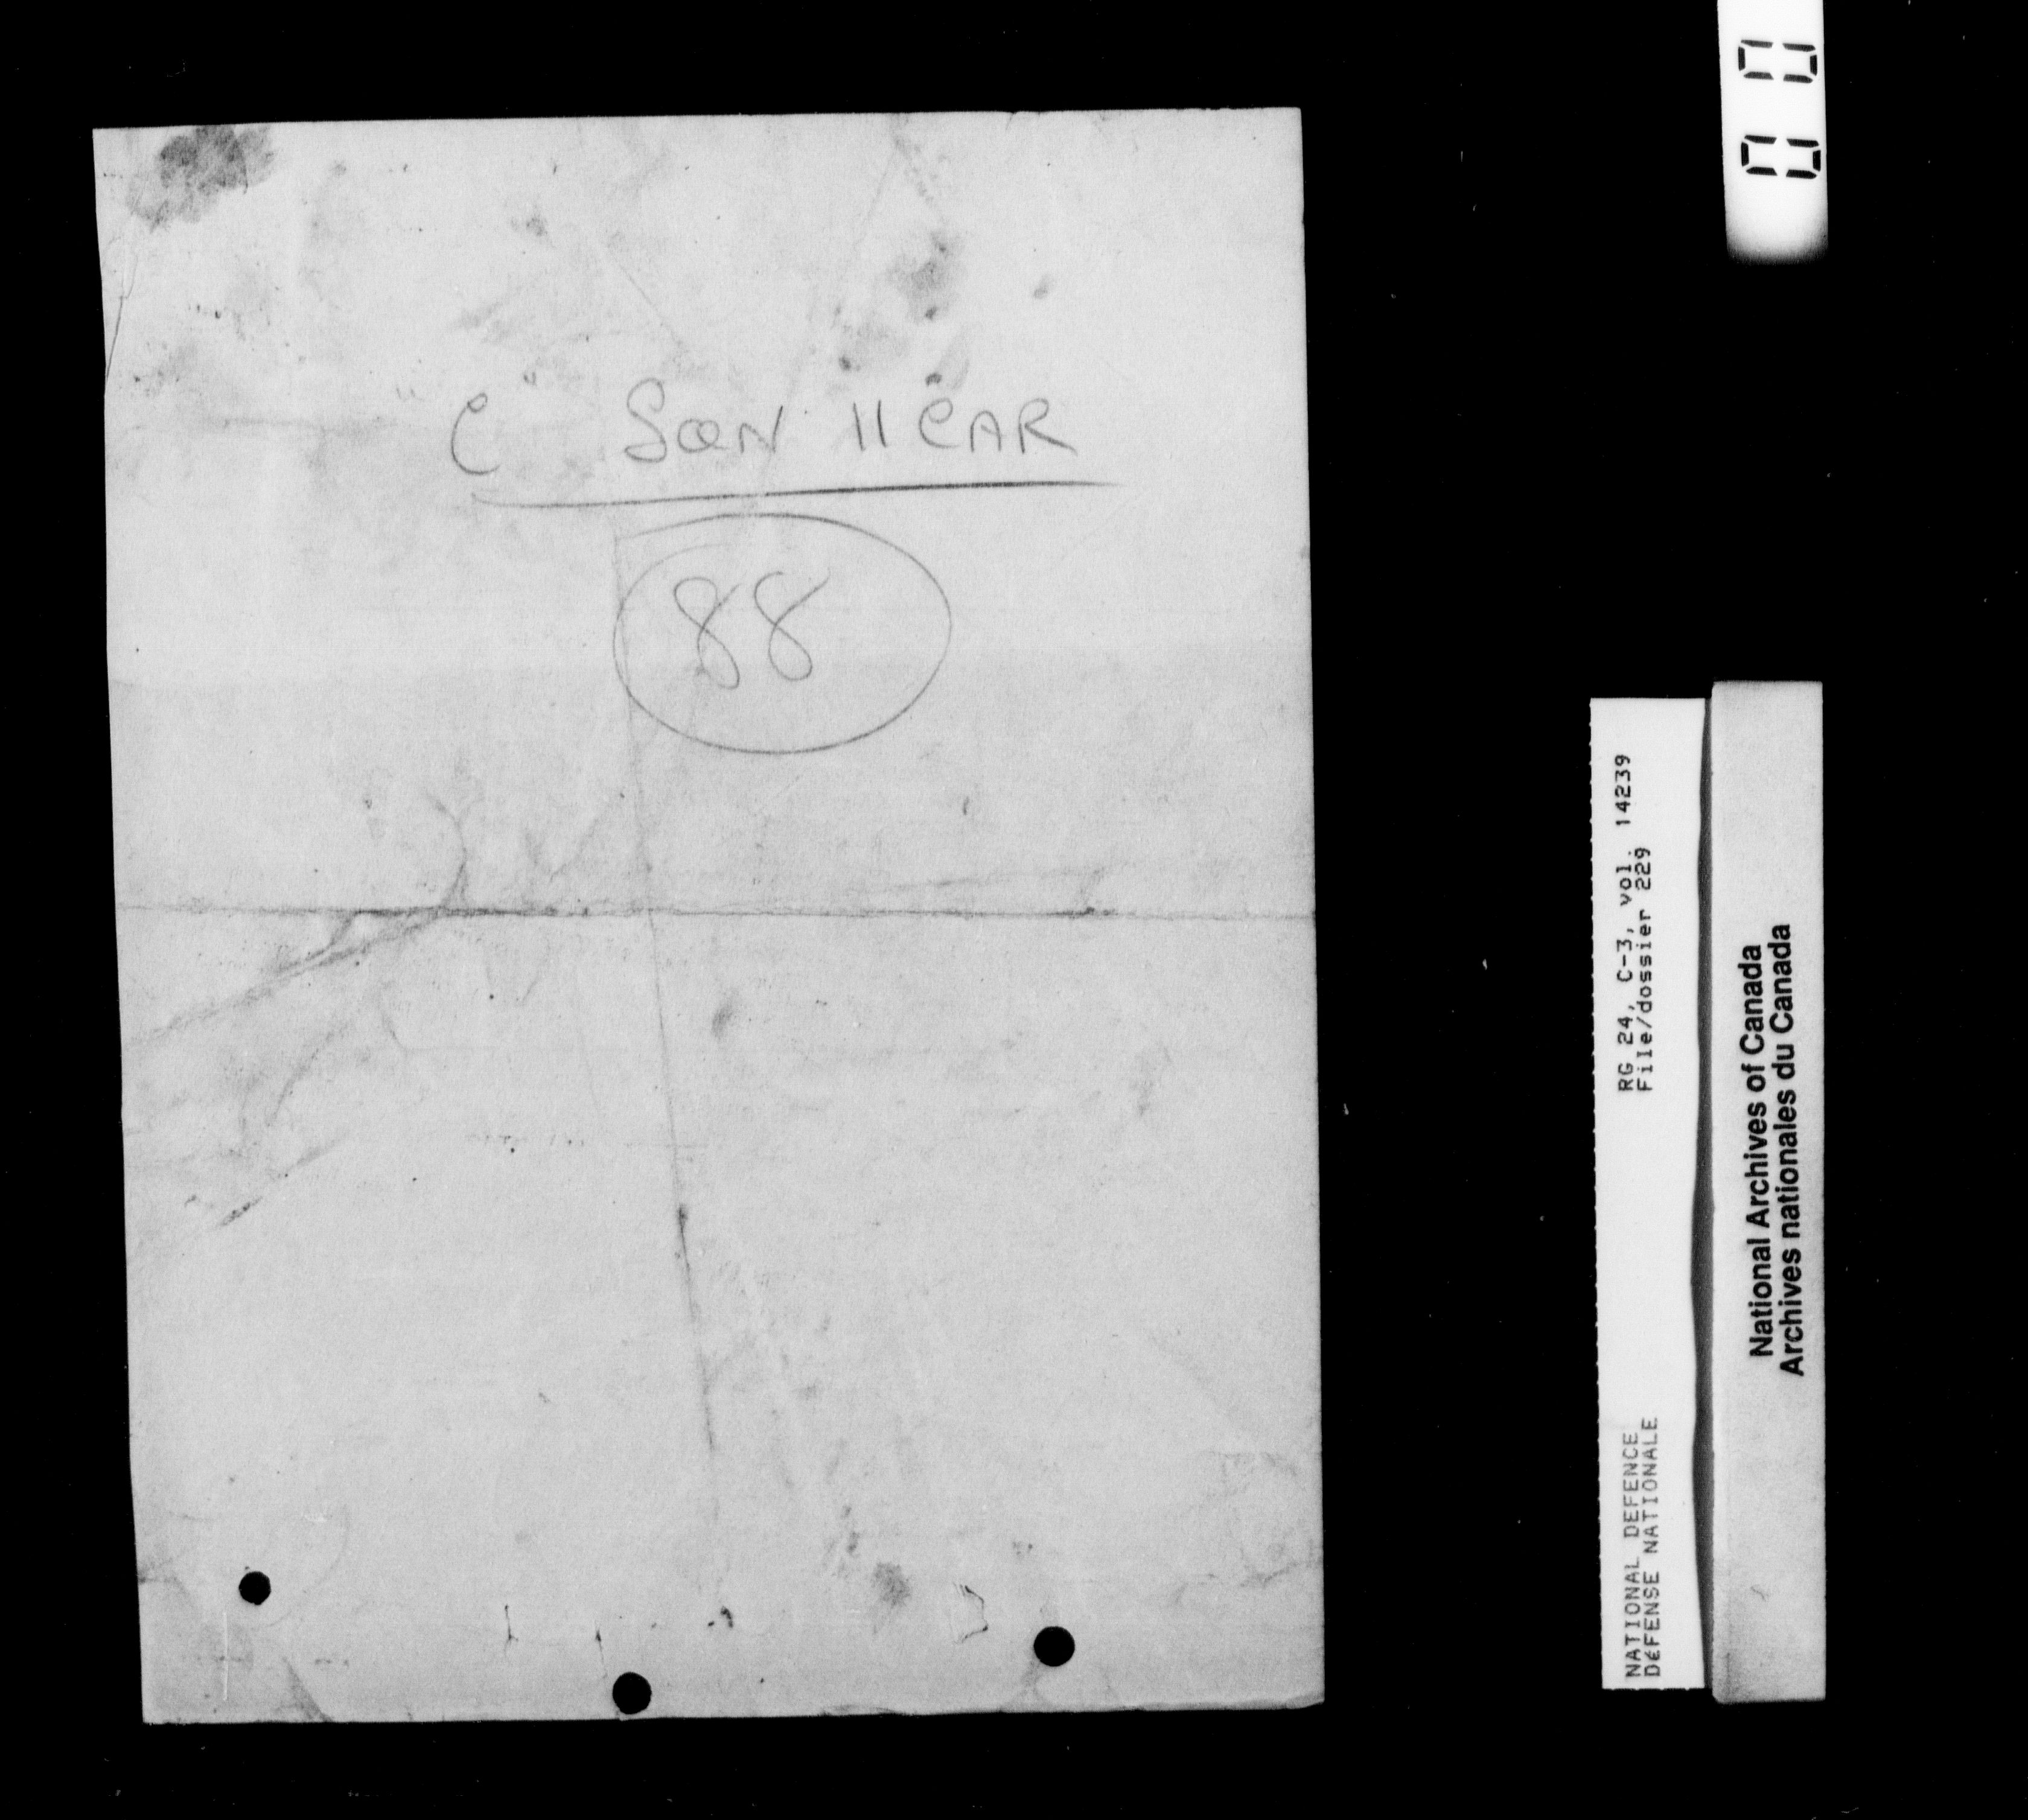 "C" SQN 11 CAR
88
RG 24, C-3, vol. 14239
File/dossier 229
NATIONAL DEFENCE
DéFENSE NATIONALE
National Archives of Canada
Archives nationales du Canada